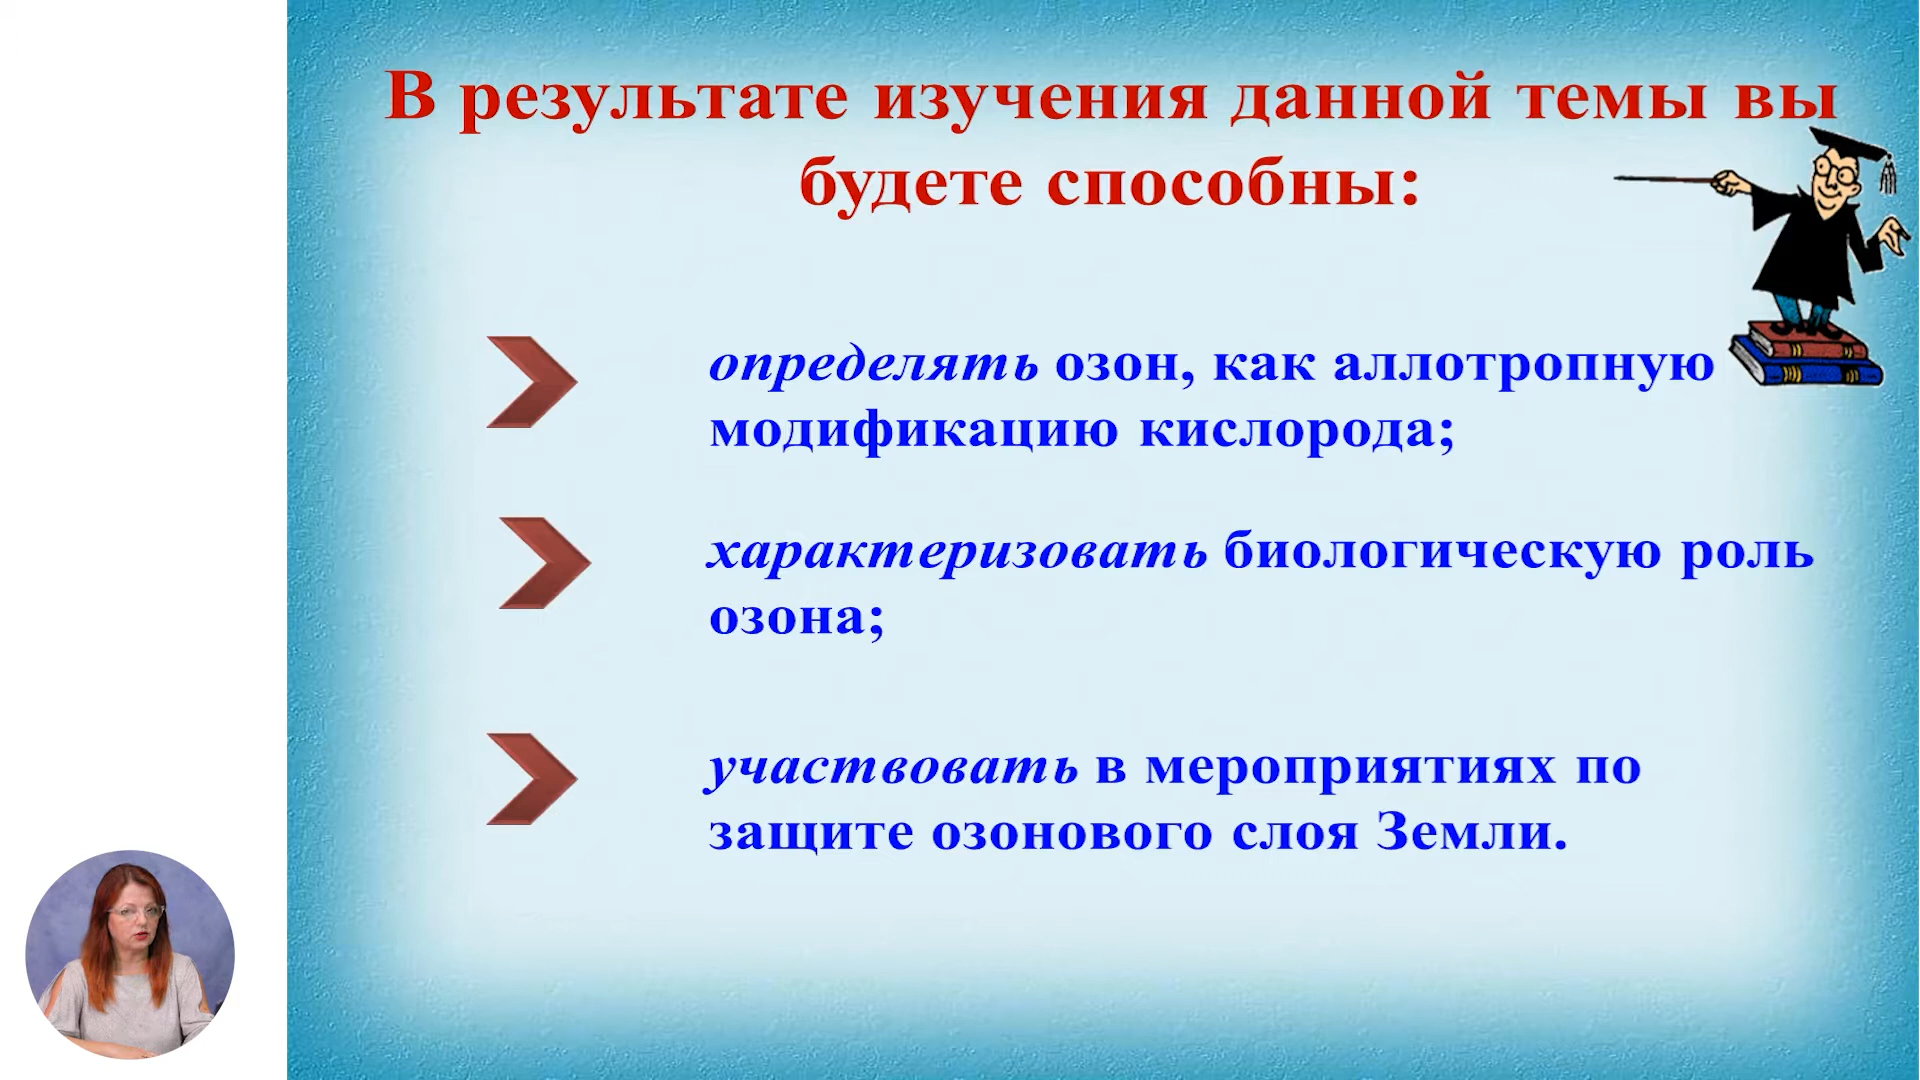 В результате изучения данной темы вы
будете способны:
определять озон, как аллотропную
модификацию кислорода;
характеризовать биологическую роль
озона;
участвовать в мероприятиях по
защите озонового слоя Земли.